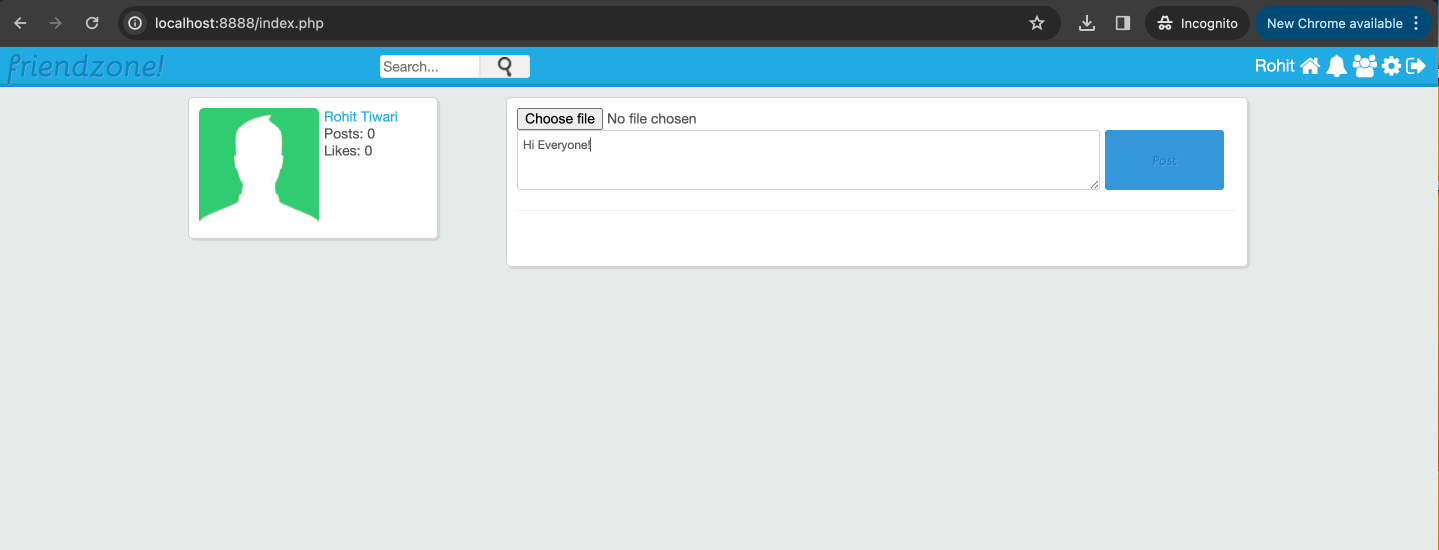 localhost:8888/index.php
Incognito
New Chrome available
friendzone!
Search...
Rohit
Rohit Tiwari
Posts: 0
Likes: 0
Choose file No file chosen
Hi Everyone!
Post